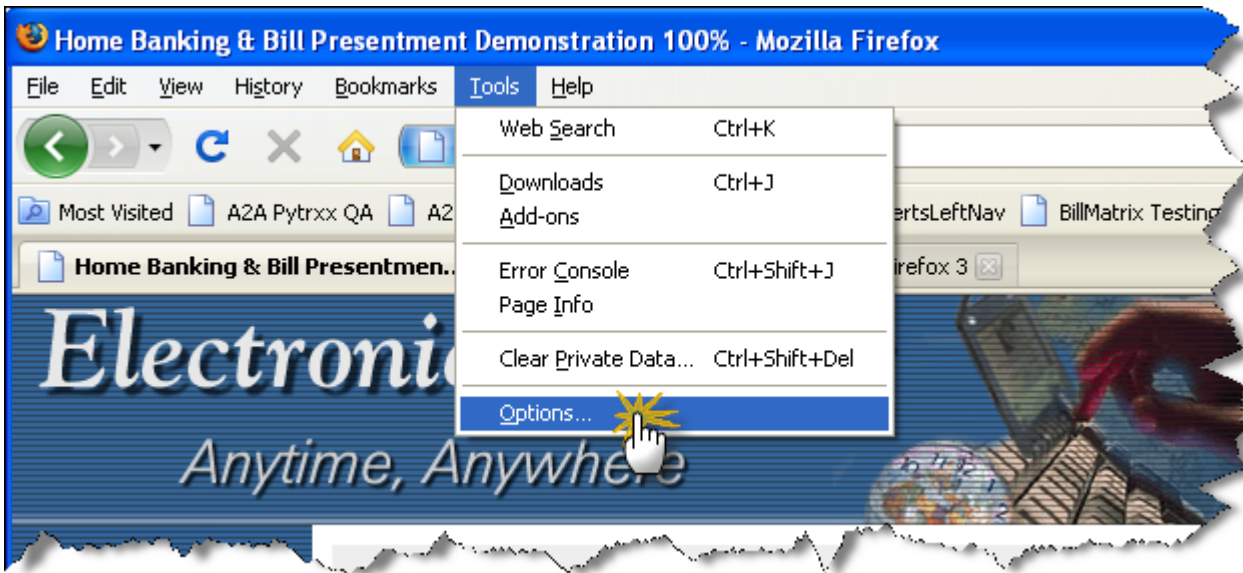 Home Banking & Bill Presentment Demonstration 100% - Mozilla Firefox
File Edit View History Bookmarks Tools Help
Web Search Ctrl+K
Downloads Ctrl+J
Add-ons
Error Console Ctrl+Shift+J
Page Info
Clear Private Data... Ctrl+Shift+Del
Options...
Most Visited A2A Pytrxx QA A2 ertsLeftNav BillMatrix Testing
Home Banking & Bill Presentmen.. irefox 3
Electroni
Anytime, Anywhere